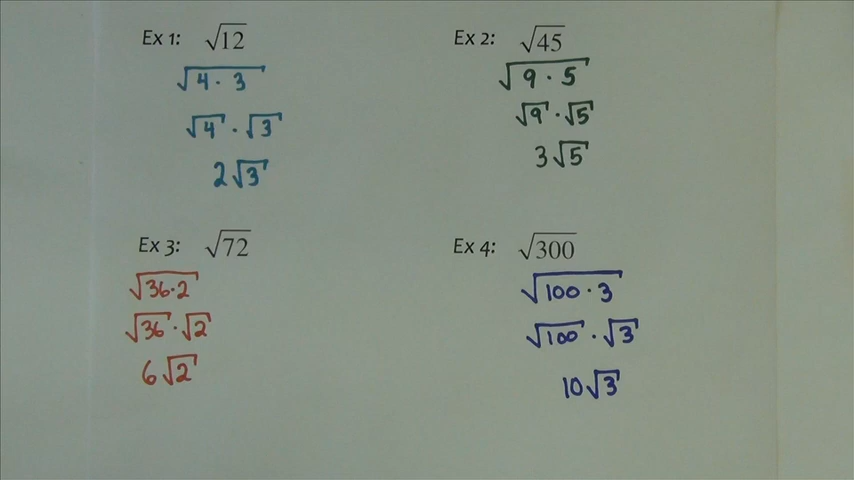 Ex 1: √12
√4 · 3
√4 · √3
2√3
Ex 2: √45
√9 · 5
√9 · √5
3√5
Ex 3: √72
√36·2
√36 · √2
6√2
Ex 4: √300
√100 · 3
√100 · √3
10√3